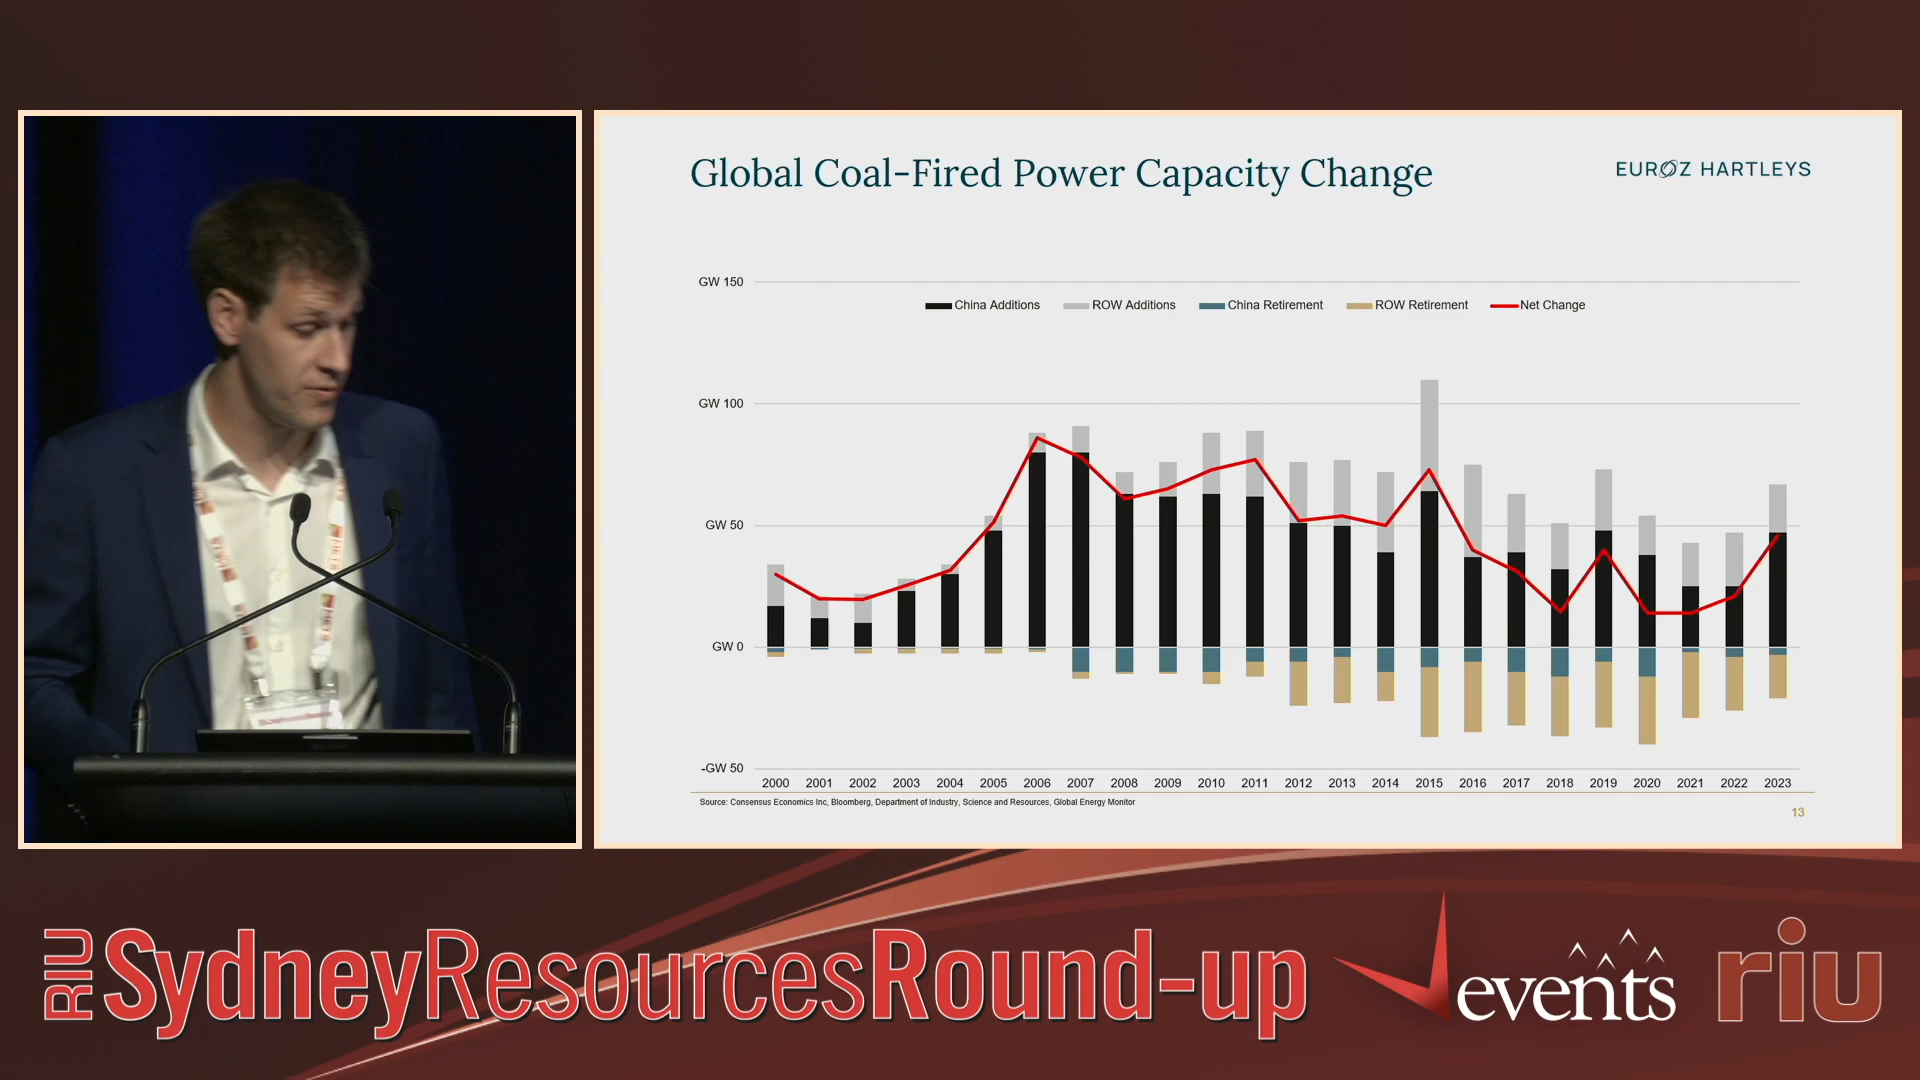 Global Coal-Fired Power Capacity Change
EUROZ HARTLEYS
GW 150
China Additions ROW Additions China Retirement ROW Retirement Net Change
GW 100
GW 50
GW 0
-GW 50
2000 2001 2002 2003 2004 2005 2006 2007 2008 2009 2010 2011 2012 2013 2014 2015 2016 2017 2018 2019 2020 2021 2022 2023
Source: Consensus Economics Inc, Bloomberg, Department of Industry, Science and Resources, Global Energy Monitor
13
RIU SydneyResourcesRound-up
events
riu